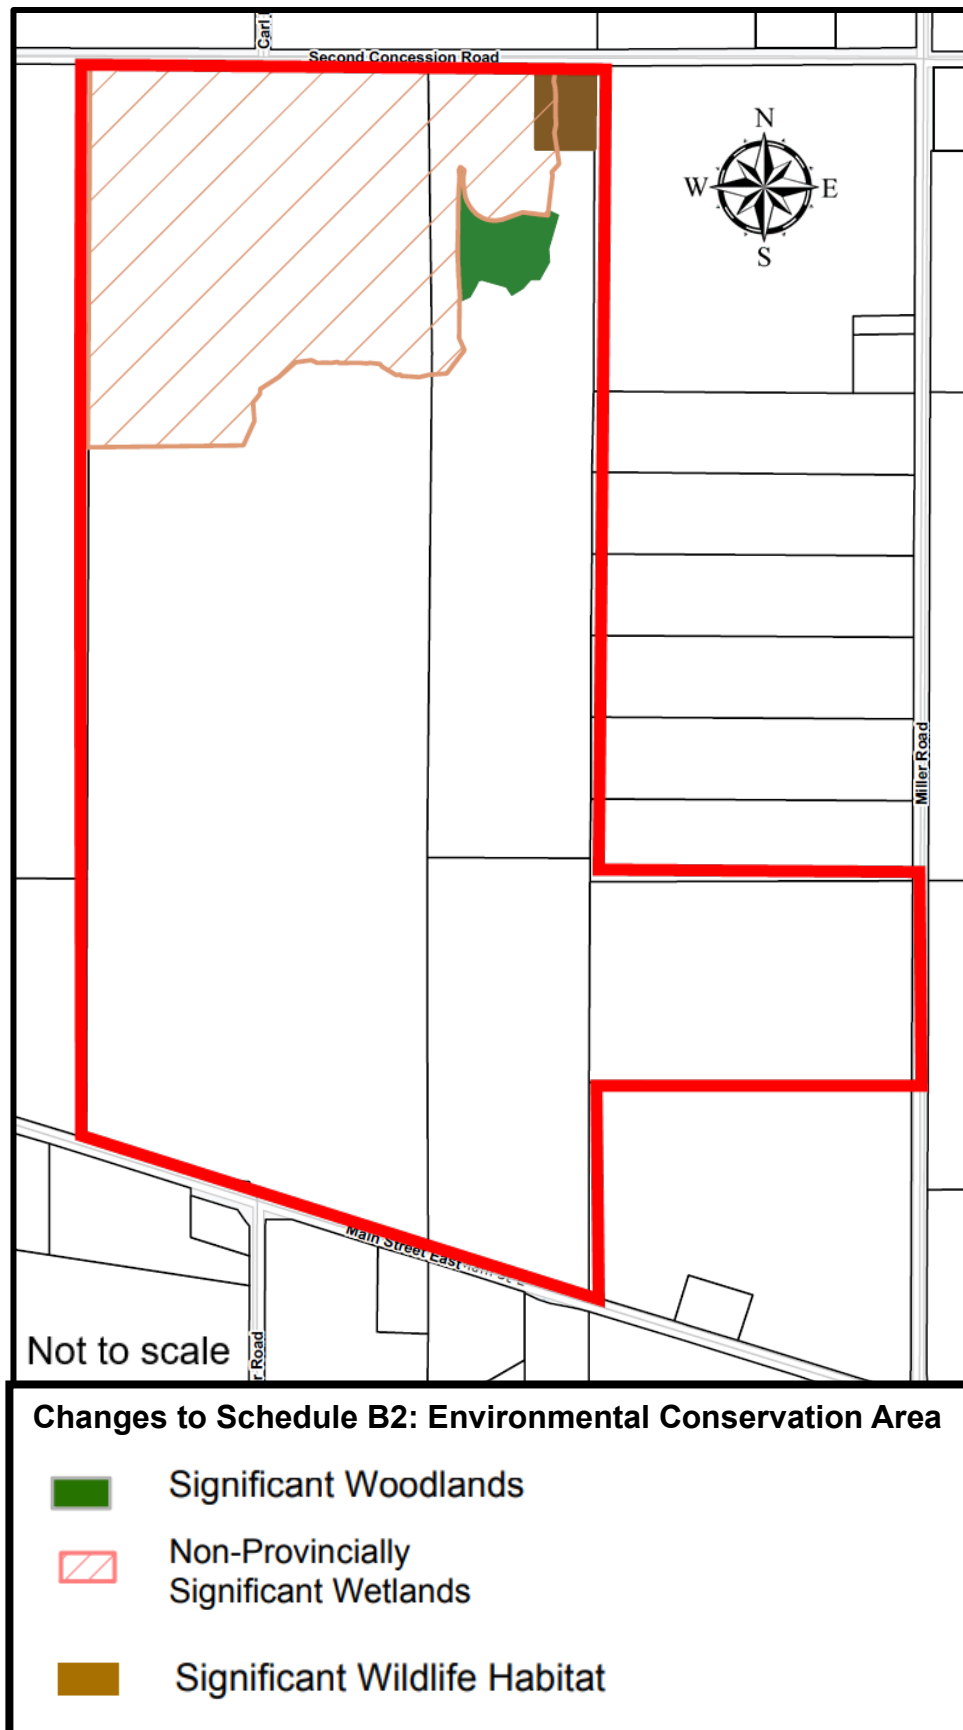 Carl
Second Concession Road
N
W
E
S
Miller Road
Main Street East
Not to scale
r Road
Changes to Schedule B2: Environmental Conservation Area
Significant Woodlands
Non-Provincially
Significant Wetlands
Significant Wildlife Habitat